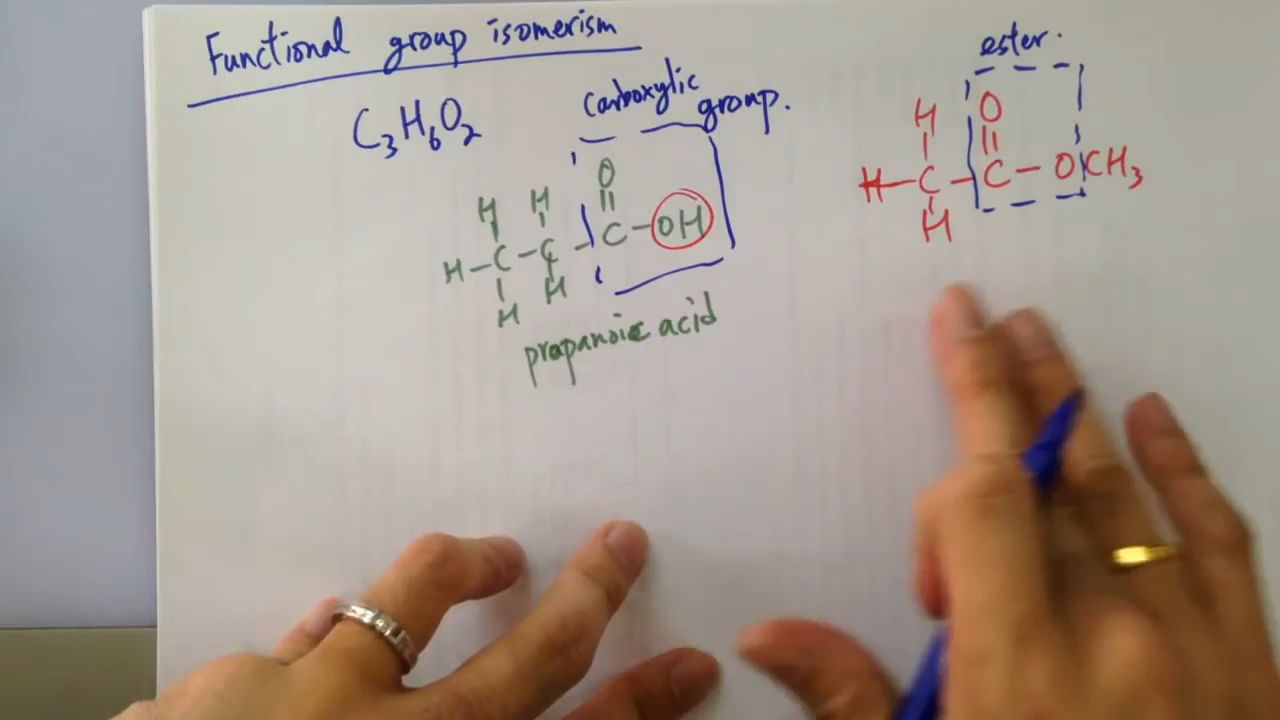 Functional group isomerism
C₃H₆O₂
carboxylic group.
H H O
H-C-C-C-OH
H H
propanoic acid
ester.
H O
H-C-C-OCH₃
H